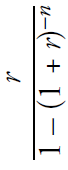 r
1 − (1 + r)⁻ⁿ